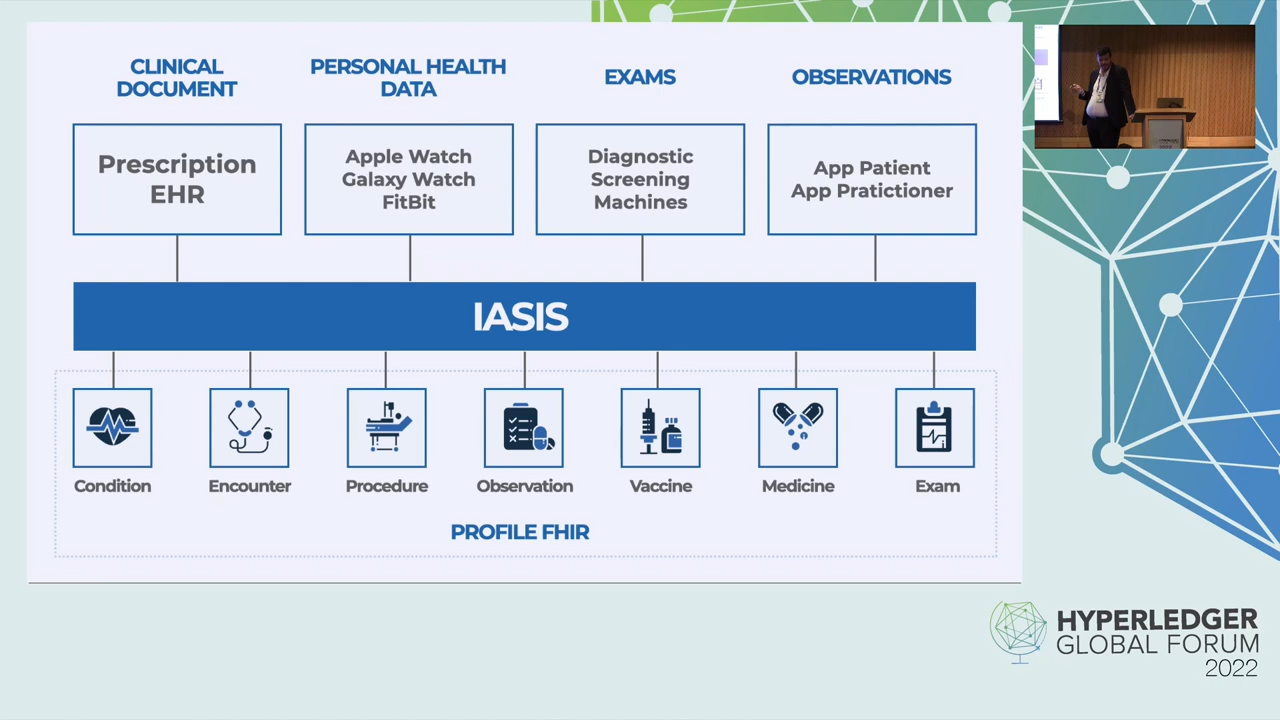 CLINICAL
DOCUMENT
PERSONAL HEALTH
DATA
EXAMS
OBSERVATIONS
Prescription
EHR
Apple Watch
Galaxy Watch
FitBit
Diagnostic
Screening
Machines
App Patient
App Pratictioner
IASIS
Condition
Encounter
Procedure
Observation
Vaccine
Medicine
Exam
PROFILE FHIR
HYPERLEDGER
GLOBAL FORUM
2022